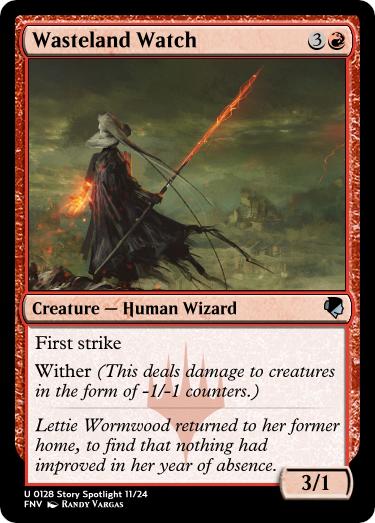 Wasteland Watch 3
Creature — Human Wizard
First strike
Wither (This deals damage to creatures
in the form of -1/-1 counters.)
Lettie Wormwood returned to her former
home, to find that nothing had
improved in her year of absence.
3/1
U 0128 Story Spotlight 11/24
FNV RANDY VARGAS